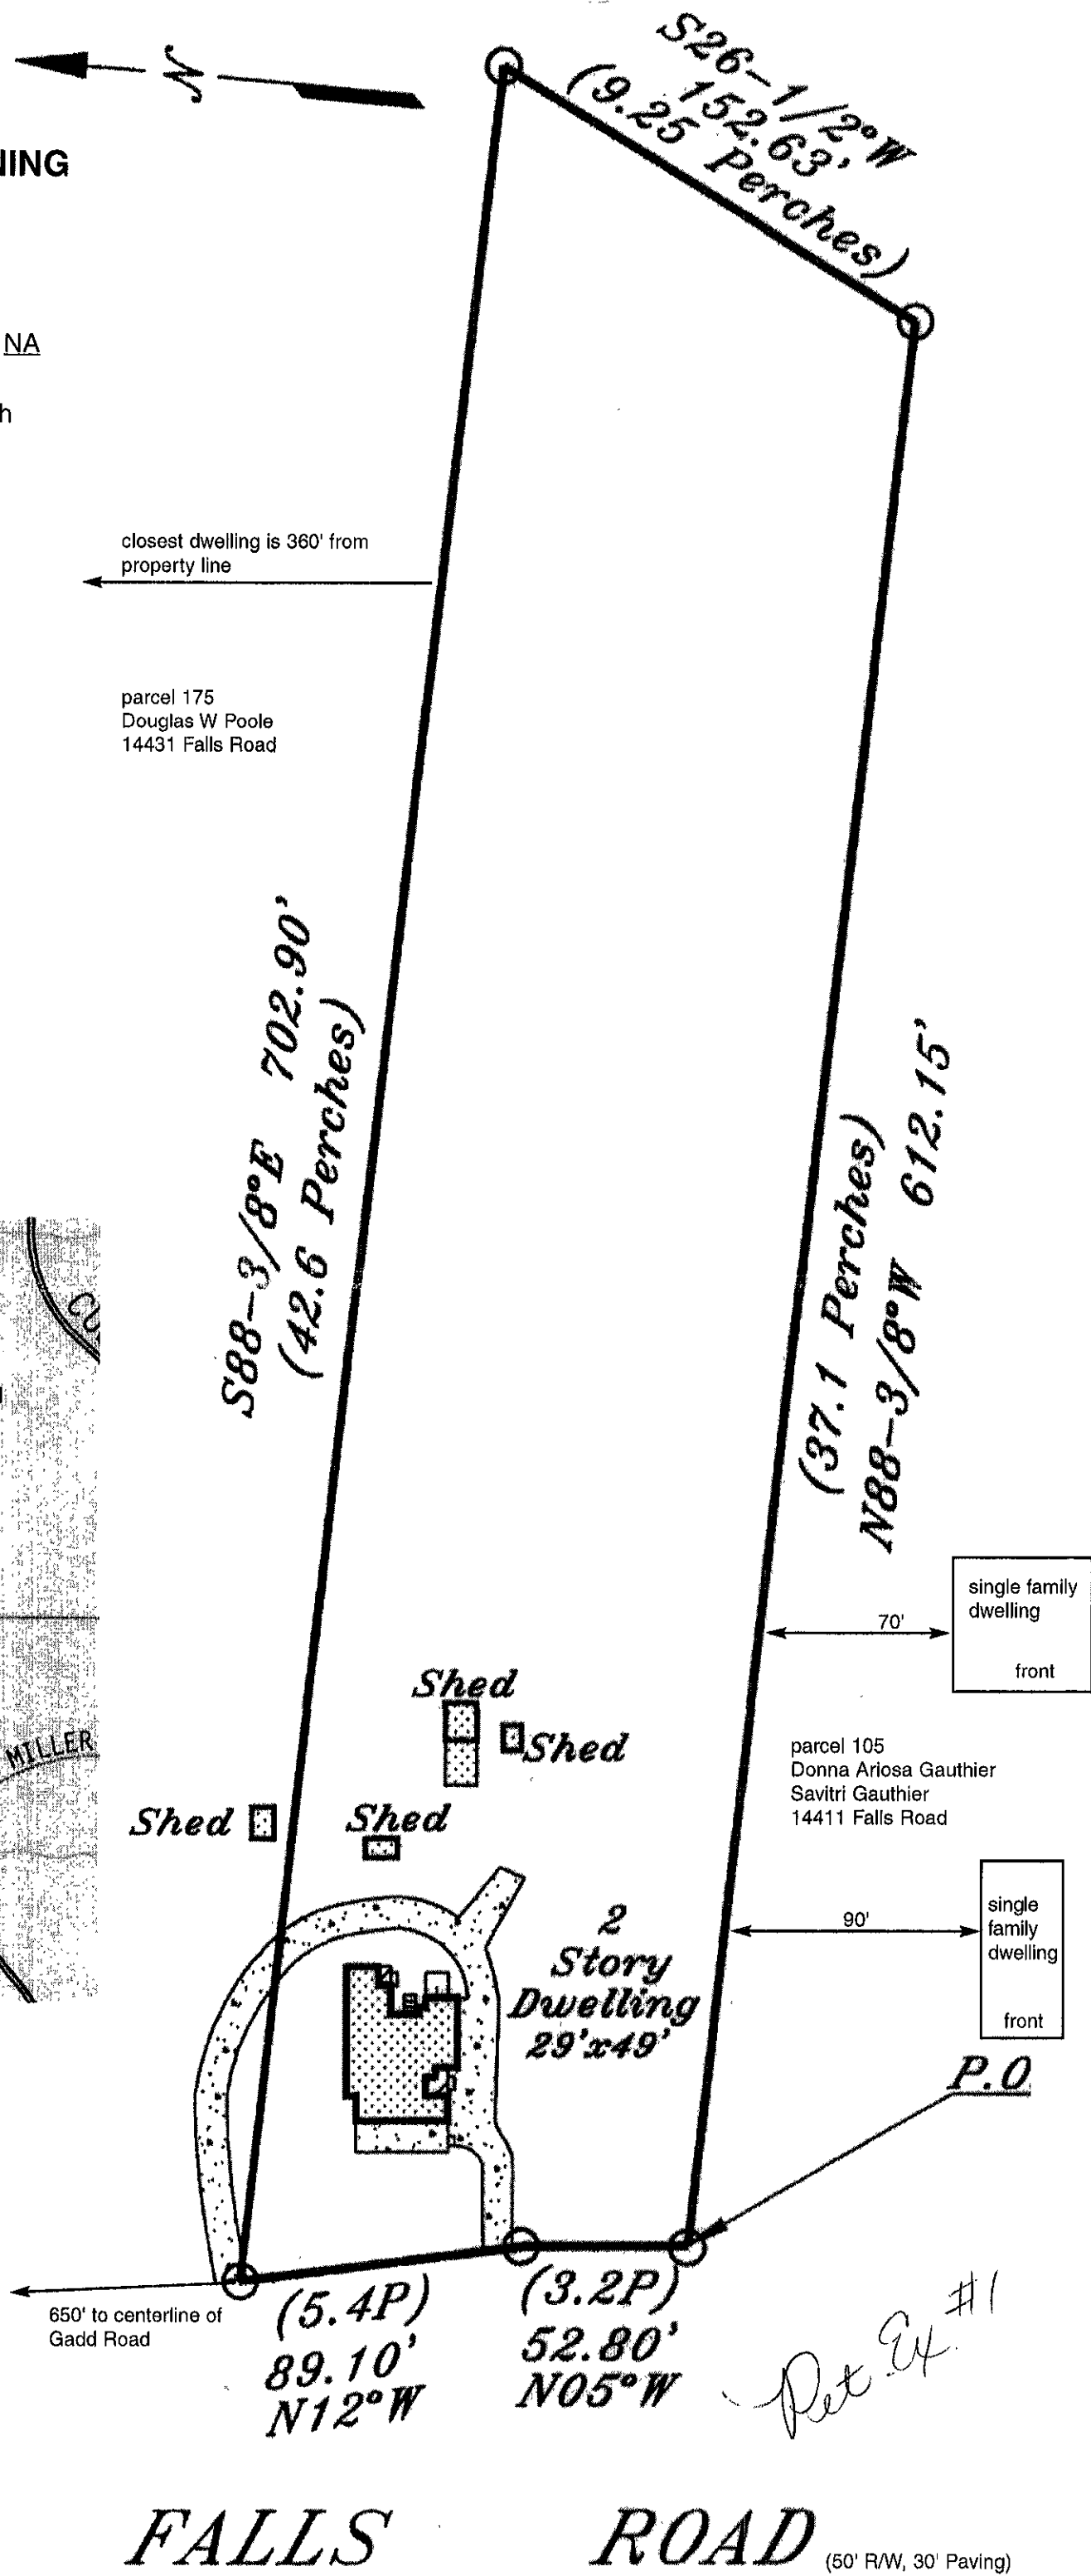 N
S26-1/2°W
152.63'
(9.25 Perches)
NING
NA
h
closest dwelling is 360' from
property line
parcel 175
Douglas W Poole
14431 Falls Road
S88-3/8°E 702.90'
(42.6 Perches)
(37.1 Perches)
N88-3/8°W 612.15'
CU
single family
dwelling
front
70'
Shed
Shed
MILLER
parcel 105
Donna Ariosa Gauthier
Savitri Gauthier
14411 Falls Road
Shed
Shed
2
Story
Dwelling
29'x49'
90'
single
family
dwelling
front
P.O
650' to centerline of
Gadd Road
(5.4P)
89.10'
N12°W
(3.2P)
52.80'
N05°W
Pet. Ex. #1
FALLS ROAD (50' R/W, 30' Paving)